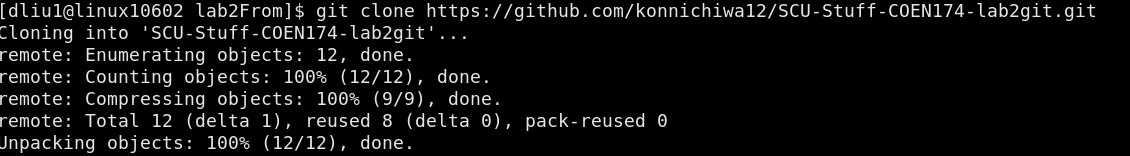 [dliu1@linux10602 lab2From]$ git clone https://github.com/konnichiwa12/SCU-Stuff-COEN174-lab2git.git
Cloning into 'SCU-Stuff-COEN174-lab2git'...
remote: Enumerating objects: 12, done.
remote: Counting objects: 100% (12/12), done.
remote: Compressing objects: 100% (9/9), done.
remote: Total 12 (delta 1), reused 8 (delta 0), pack-reused 0
Unpacking objects: 100% (12/12), done.